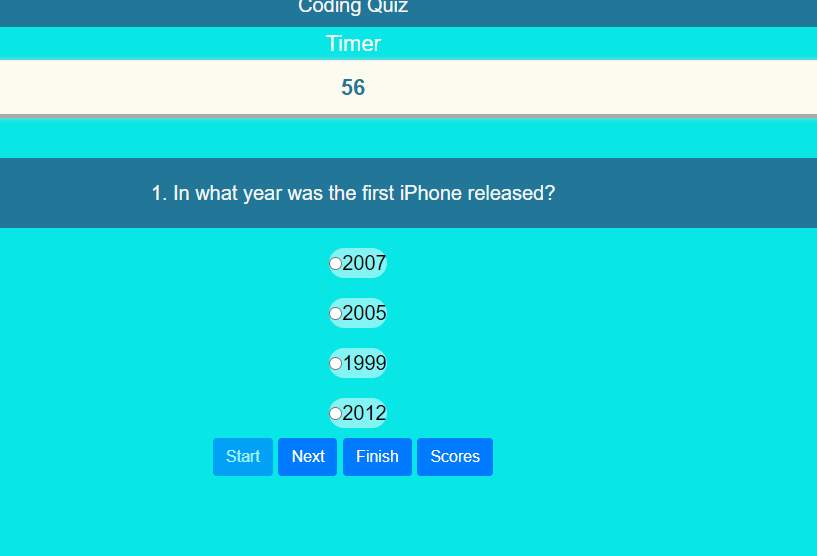 Coding Quiz
Timer
56
1. In what year was the first iPhone released?
2007
2005
1999
2012
Start Next Finish Scores